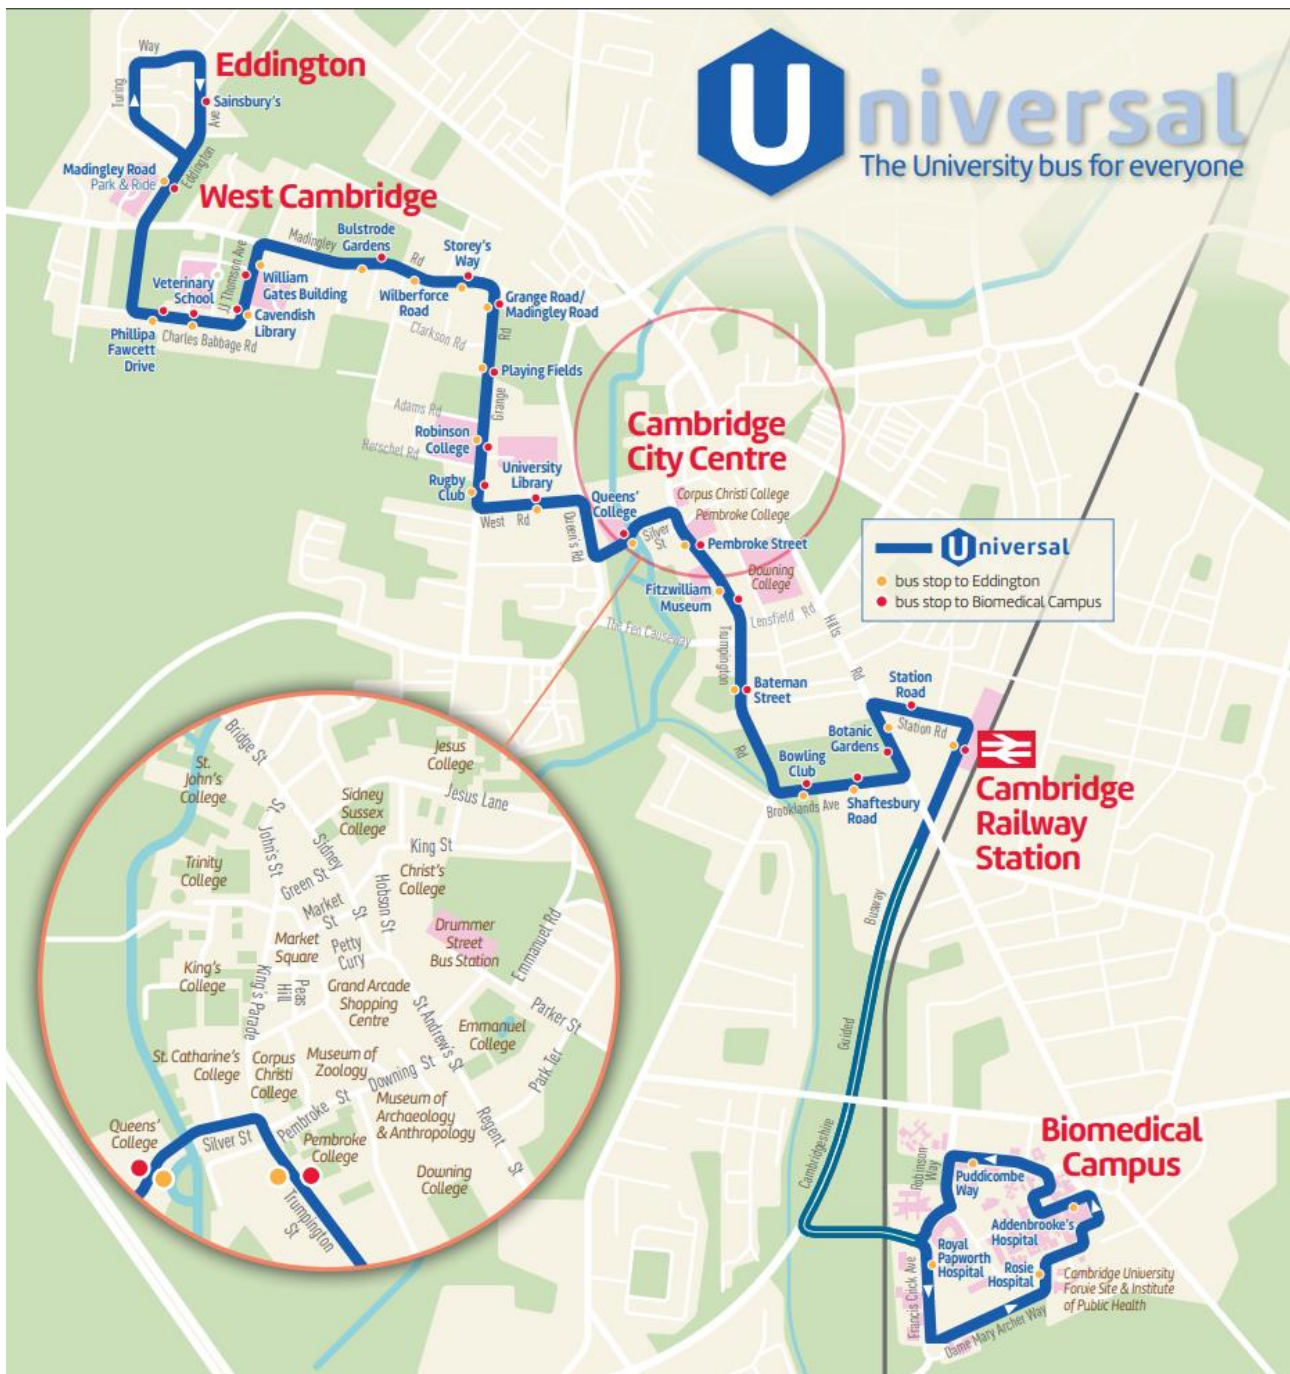 Eddington
Way
Turing
Ave
Sainsbury's
Eddington
Madingley Road
Park & Ride
West Cambridge
Universal
The University bus for everyone
Madingley
Rd
Bulstrode
Gardens
Storey's
Way
JJ Thomson Ave
William
Gates Building
Wilberforce
Road
Grange Road/
Madingley Road
Veterinary
School
Cavendish
Library
Phillipa
Fawcett
Drive
Charles Babbage Rd
Clarkson Rd
Rd
Playing Fields
Grange
Adams Rd
Robinson
College
Herschel Rd
Rugby
Club
University
Library
West Rd
Queen's Rd
Cambridge
City Centre
Queens'
College
Corpus Christi College
Pembroke College
Silver
St
Pembroke Street
Downing
College
Fitzwilliam
Museum
Lensfield Rd
The Fen Causeway
Trumpington
Rd
Hills
Rd
Universal
bus stop to Eddington
bus stop to Biomedical Campus
Bateman
Street
Station
Road
Station Rd
Botanic
Gardens
Bowling
Club
Brooklands Ave
Shaftesbury
Road
Cambridge
Railway
Station
Busway
Guided
Cambridgeshire
Bridge St
St.
John's
College
Jesus
College
Jesus Lane
Sidney
Sussex
College
St.
John's St
Sidney
St
King St
Trinity
College
Green St
Christ's
College
Hobson St
Market
St
Market
Square
Petty
Cury
Drummer
Street
Bus Station
Emmanuel Rd
King's
College
King's Parade
Peas
Hill
Grand Arcade
Shopping
Centre
St Andrew's St
Emmanuel
College
Parker St
Park Ter
St. Catharine's
College
Corpus
Christi
College
Museum of
Zoology
Downing St
Museum of
Archaeology
& Anthropology
Pembroke St
Regent St
Queens'
College
Silver St
Pembroke
College
Downing
College
Trumpington
St
Biomedical
Campus
Robinson
Way
Puddicombe
Way
Addenbrooke's
Hospital
Royal
Papworth
Hospital
Rosie
Hospital
Francis Crick Ave
Dame Mary Archer Way
Cambridge University
Forvie Site & Institute
of Public Health